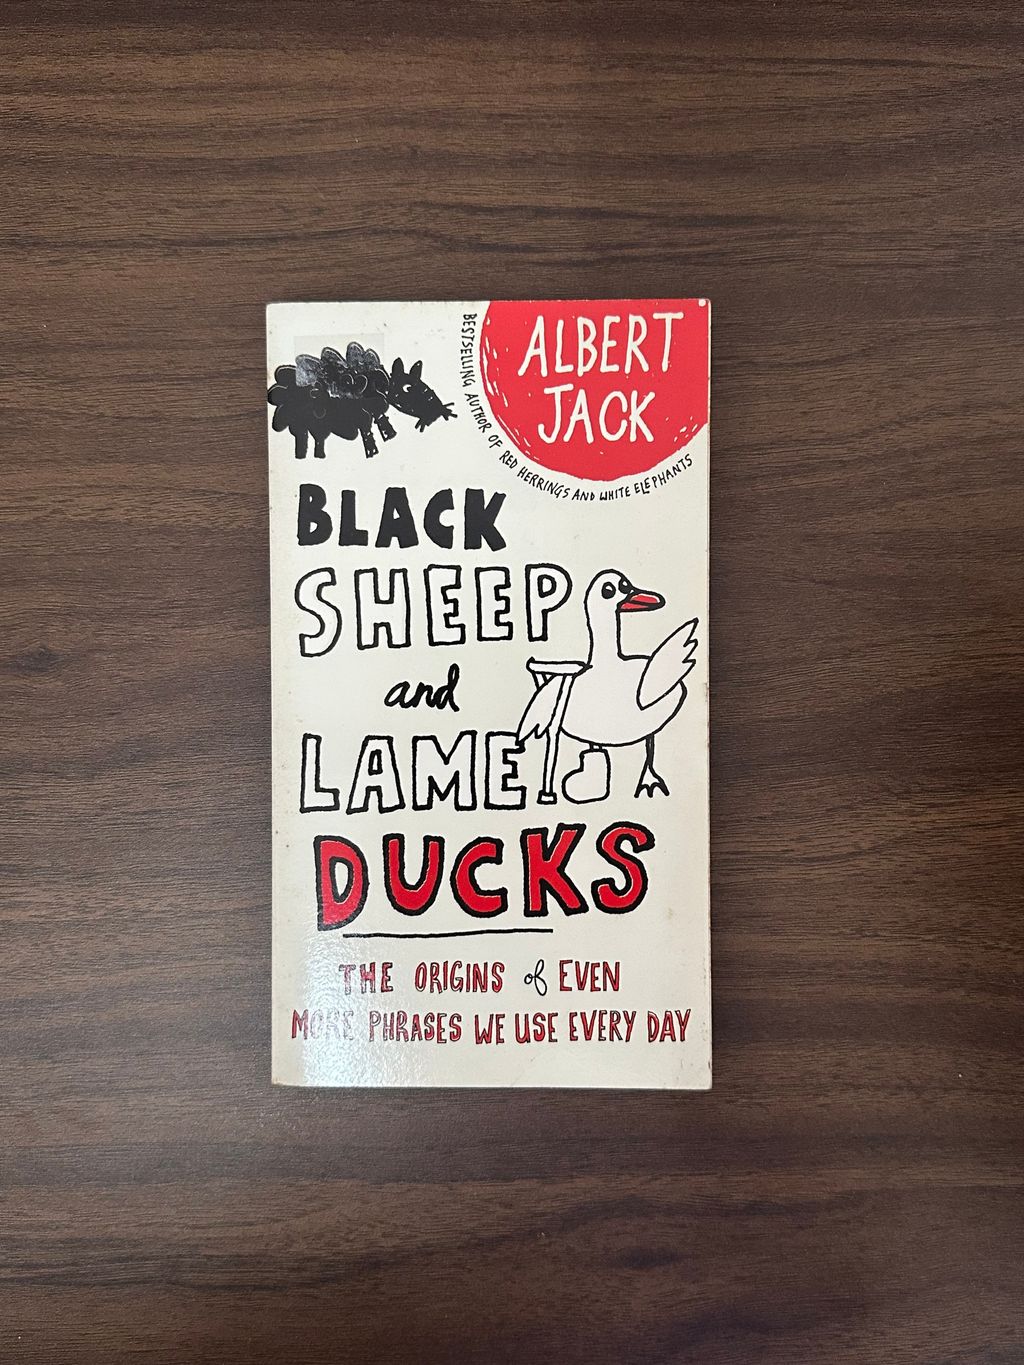 ALBERT
JACK
BESTSELLING AUTHOR OF RED HERRINGS AND WHITE ELEPHANTS
BLACK
SHEEP
and
LAME
DUCKS
THE ORIGINS of EVEN
MORE PHRASES WE USE EVERY DAY